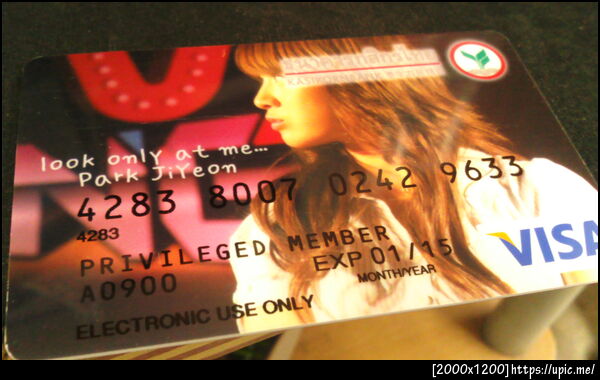 KASIKORNBANK
look only at me...
Park JiYeon
4283 8007 0242 9633
4283
PRIVILEGED MEMBER
EXP 01/15
A0900
MONTH/YEAR
VISA
ELECTRONIC USE ONLY
[2000x1200]https://upic.me/